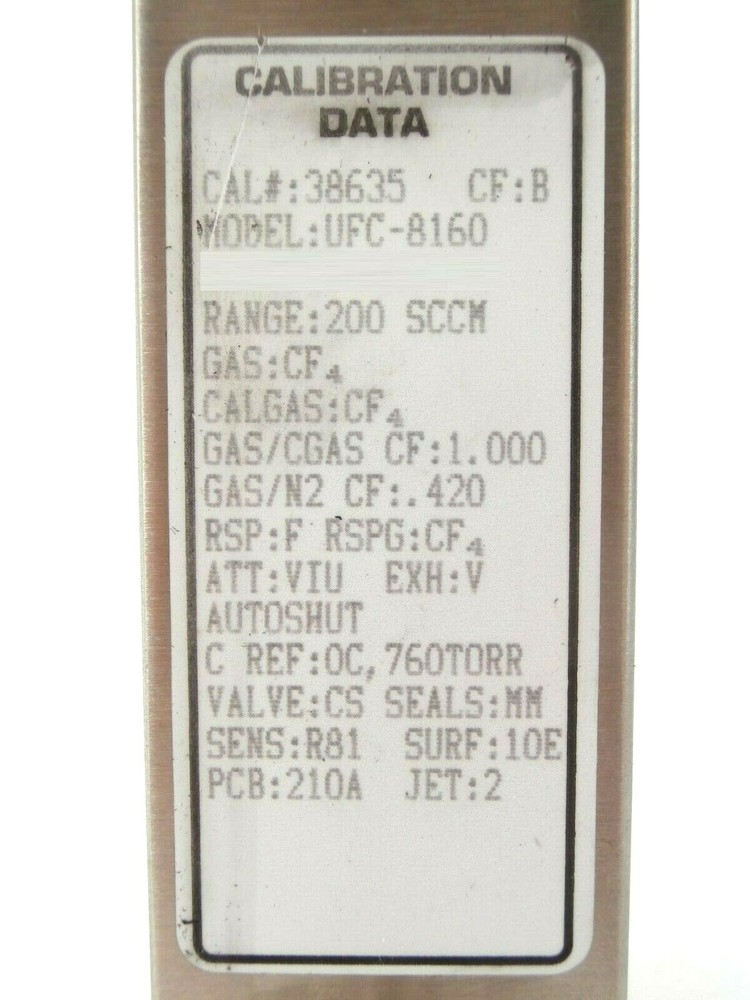 CALIBRATION
DATA
CAL#:38635 CF:B
MODEL:UFC-8160
RANGE:200 SCCM
GAS:CF₄
CALGAS:CF₄
GAS/CGAS CF:1.000
GAS/N2 CF:.420
RSP:F RSPG:CF₄
ATT:VIU EXH:V
AUTOSHUT
C REF:0C,760TORR
VALVE:CS SEALS:MM
SENS:R81 SURF:10E
PCB:210A JET:2